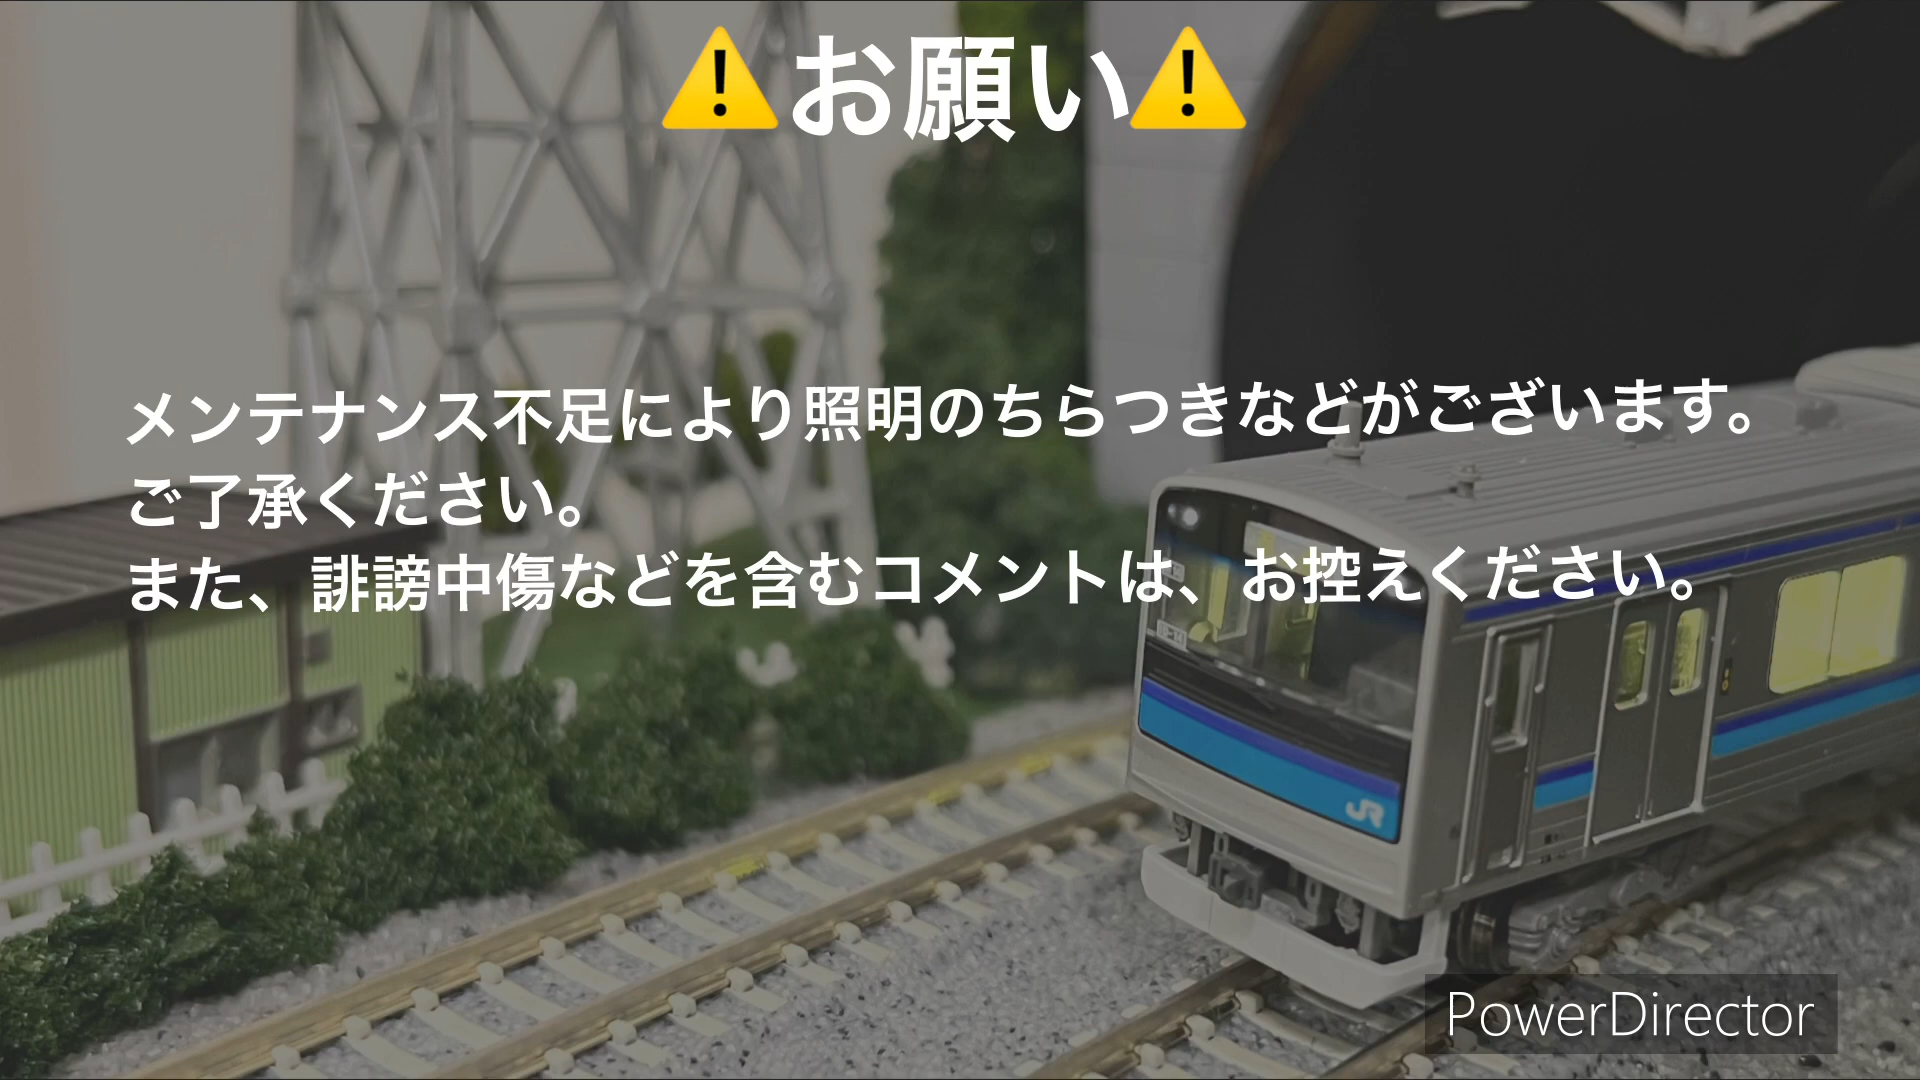 ⚠️お願い⚠️
メンテナンス不足により照明のちらつきなどがございます。
ご了承ください。
また、誹謗中傷などを含むコメントは、お控えください。
JR
PowerDirector